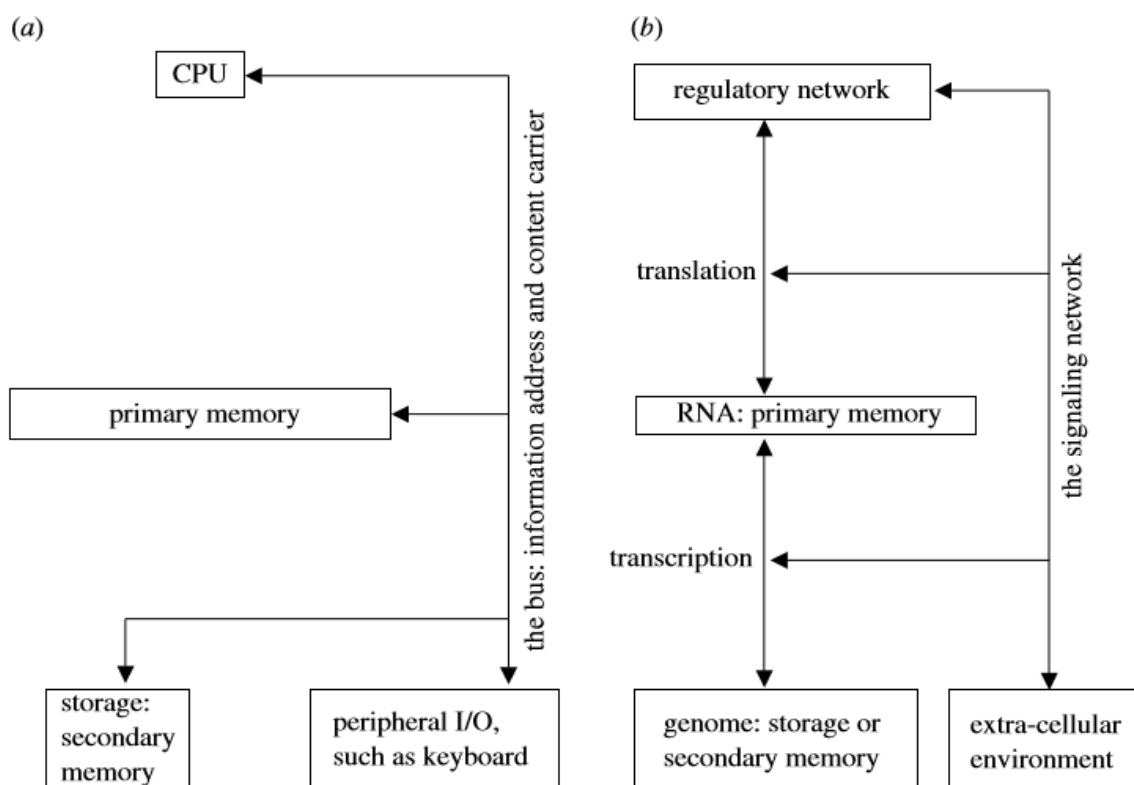 (a)
CPU
the bus: information address and content carrier
primary memory
storage:
secondary
memory
peripheral I/O,
such as keyboard
(b)
regulatory network
translation
the signaling network
RNA: primary memory
transcription
genome: storage or
secondary memory
extra-cellular
environment